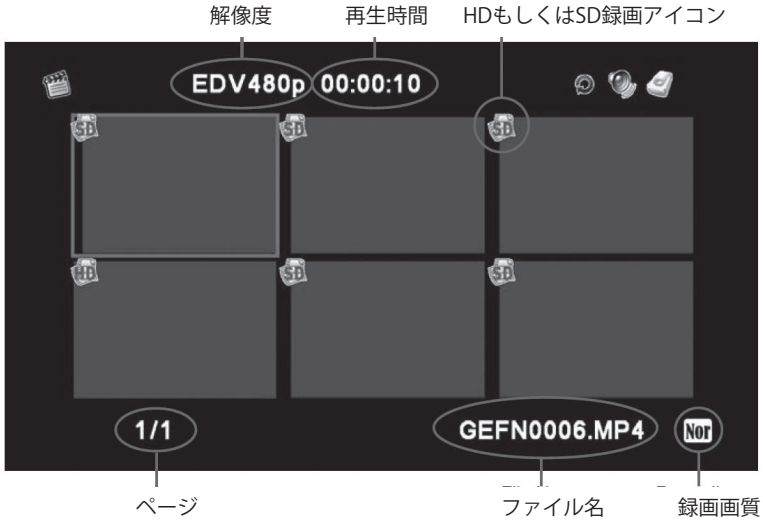 解像度 再生時間 HDもしくはSD録画アイコン
EDV480p 00:00:10
SD SD SD
HD SD SD
1/1 GEFN0006.MP4 Nor
ページ ファイル名 録画画質